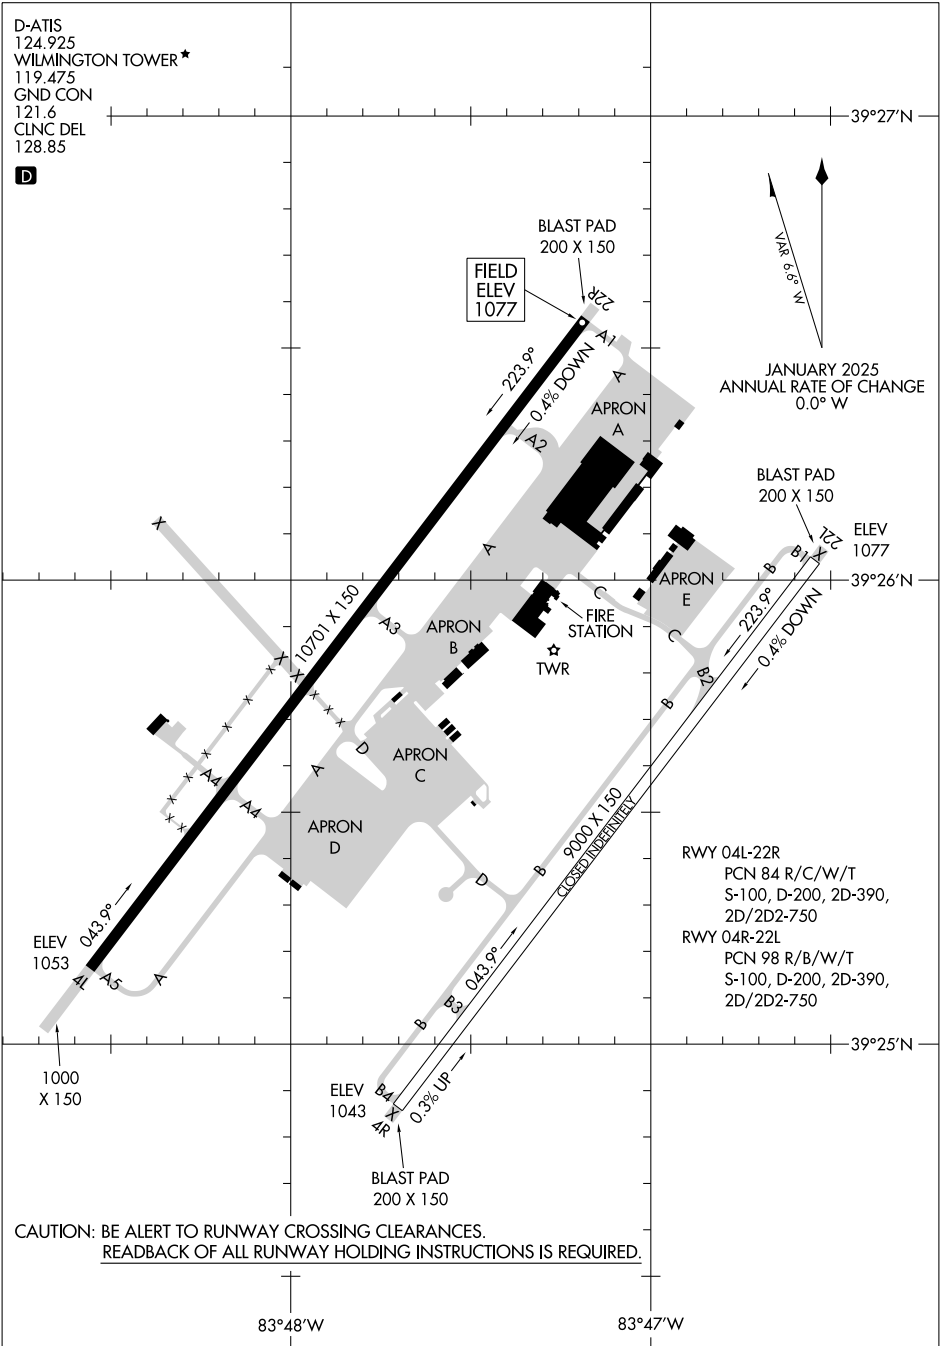 D-ATIS
124.925
WILMINGTON TOWER★
119.475
GND CON
121.6
CLNC DEL
128.85
D
39°27'N
VAR 6.6° W
JANUARY 2025
ANNUAL RATE OF CHANGE
0.0° W
BLAST PAD
200 X 150
22R
FIELD
ELEV
1077
A1
A
223.9°
0.4% DOWN
APRON
A
A2
BLAST PAD
200 X 150
22L
ELEV
1077
X
B1
B
X
A
39°26'N
APRON
E
C
223.9°
0.4% DOWN
FIRE
STATION
TWR
C
B2
10701 X 150
A3
APRON
B
B
X
X
X
X
X
X
X
X
X
X
X
X
X
X
D
A
APRON
C
A4
A4
APRON
D
9000 X 150
CLOSED INDEFINITELY
B
D
RWY 04L-22R
PCN 84 R/C/W/T
S-100, D-200, 2D-390,
2D/2D2-750
RWY 04R-22L
PCN 98 R/B/W/T
S-100, D-200, 2D-390,
2D/2D2-750
043.9°
ELEV
1053
4L
A5
A
043.9°
B3
B
39°25'N
1000
X 150
ELEV
1043
B4
X
4R
0.3% UP
BLAST PAD
200 X 150
CAUTION: BE ALERT TO RUNWAY CROSSING CLEARANCES.
READBACK OF ALL RUNWAY HOLDING INSTRUCTIONS IS REQUIRED.
83°48'W
83°47'W